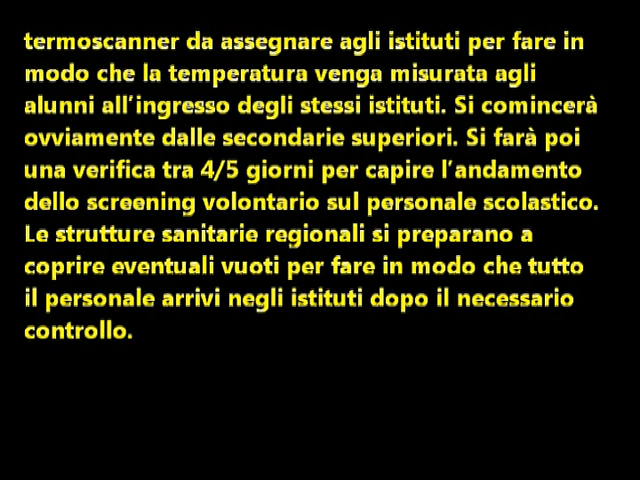 termoscanner da assegnare agli istituti per fare in
modo che la temperatura venga misurata agli
alunni all’ingresso degli stessi istituti. Si comincerà
ovviamente dalle secondarie superiori. Si farà poi
una verifica tra 4/5 giorni per capire l’andamento
dello screening volontario sul personale scolastico.
Le strutture sanitarie regionali si preparano a
coprire eventuali vuoti per fare in modo che tutto
il personale arrivi negli istituti dopo il necessario
controllo.